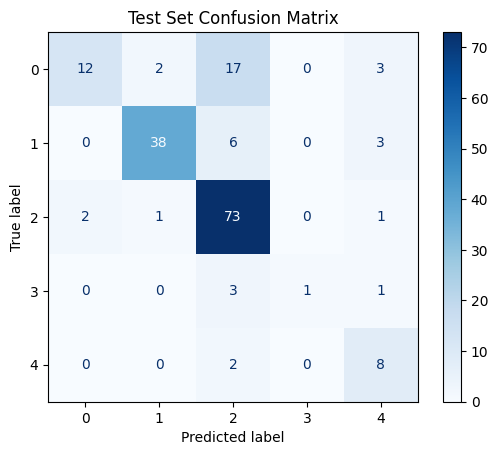 Test Set Confusion Matrix
0 12 2 17 0 3
1 0 38 6 0 3
2 2 1 73 0 1
3 0 0 3 1 1
4 0 0 2 0 8
0 1 2 3 4
Predicted label
True label
70
60
50
40
30
20
10
0